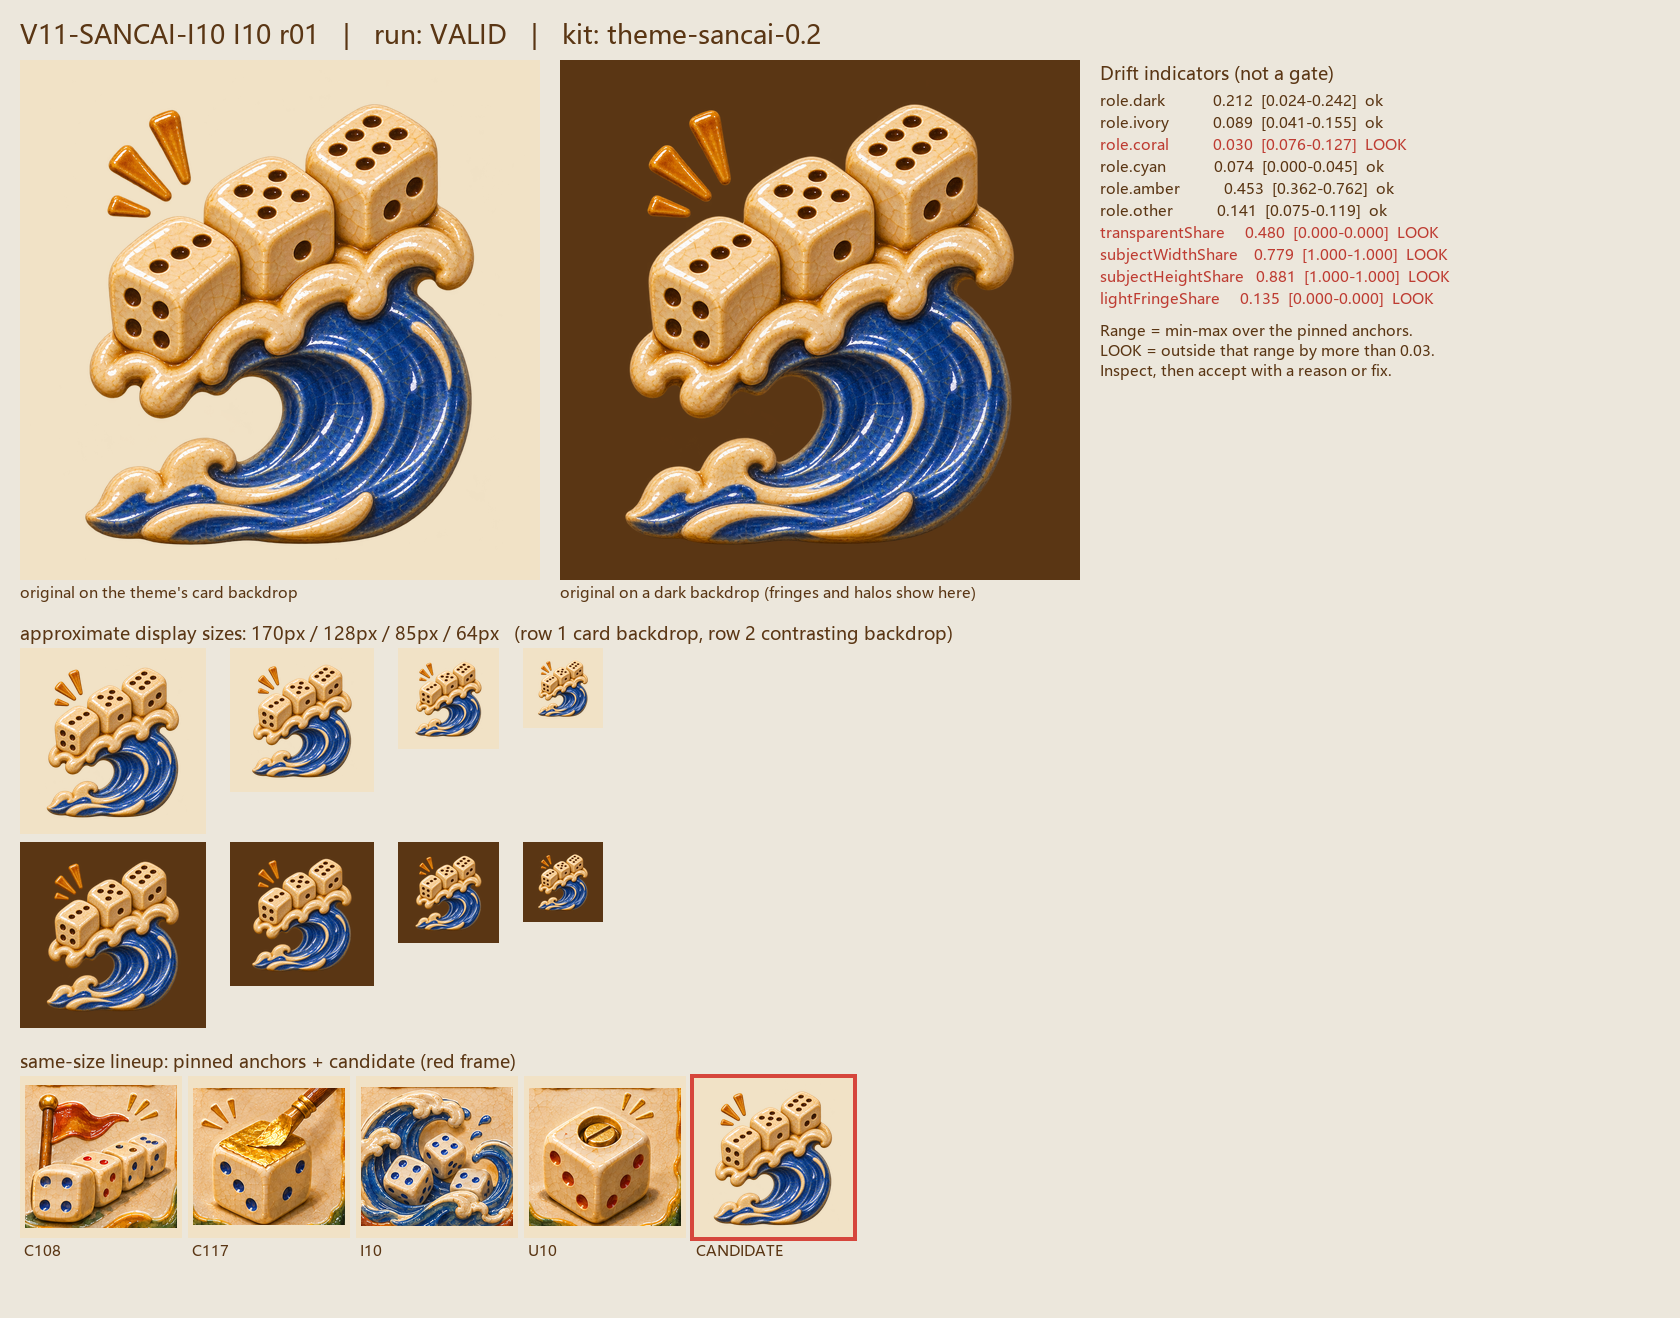 V11-SANCAI-I10 I10 r01 | run: VALID | kit: theme-sancai-0.2
Drift indicators (not a gate)
role.dark 0.212 [0.024-0.242] ok
role.ivory 0.089 [0.041-0.155] ok
role.coral 0.030 [0.076-0.127] LOOK
role.cyan 0.074 [0.000-0.045] ok
role.amber 0.453 [0.362-0.762] ok
role.other 0.141 [0.075-0.119] ok
transparentShare 0.480 [0.000-0.000] LOOK
subjectWidthShare 0.779 [1.000-1.000] LOOK
subjectHeightShare 0.881 [1.000-1.000] LOOK
lightFringeShare 0.135 [0.000-0.000] LOOK
Range = min-max over the pinned anchors.
LOOK = outside that range by more than 0.03.
Inspect, then accept with a reason or fix.
original on the theme's card backdrop
original on a dark backdrop (fringes and halos show here)
approximate display sizes: 170px / 128px / 85px / 64px (row 1 card backdrop, row 2 contrasting backdrop)
same-size lineup: pinned anchors + candidate (red frame)
C108
C117
I10
U10
CANDIDATE